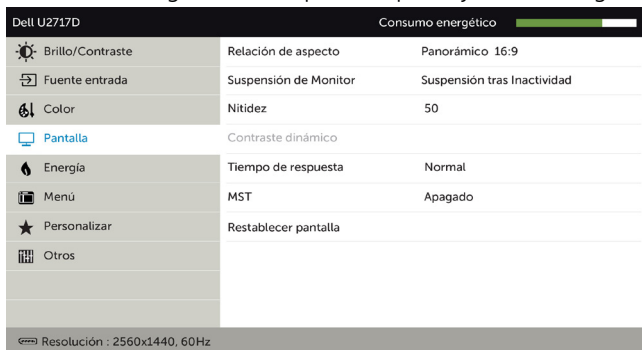 Dell U2717D Consumo energético
Brillo/Contraste Relación de aspecto Panorámico 16:9
Fuente entrada Suspensión de Monitor Suspensión tras Inactividad
Color Nitidez 50
Pantalla Contraste dinámico
Energía Tiempo de respuesta Normal
Menú MST Apagado
Personalizar Restablecer pantalla
Otros
Resolución : 2560x1440, 60Hz